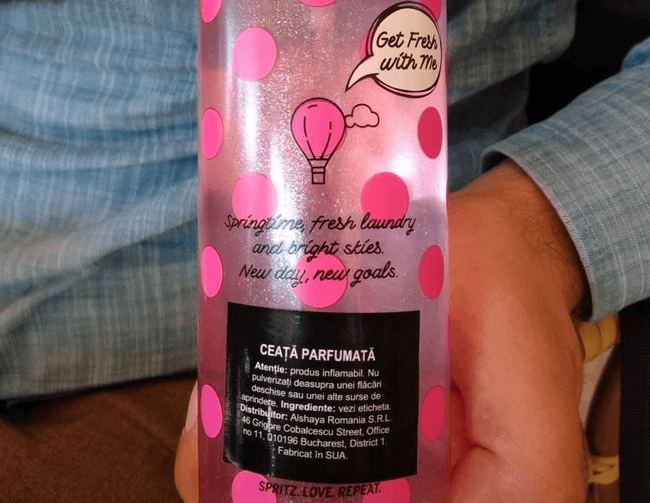 Get Fresh
with Me
Springtime, fresh laundry
and bright skies.
New day, new goals.
CEAȚĂ PARFUMATĂ
Atenție: produs inflamabil. Nu
pulverizați deasupra unei flăcări
deschise sau unei alte surse de
aprindere. Ingrediente: vezi eticheta.
Distribuitor: Alshaya Romania S.R.L.
46 Grigore Cobalcescu Street, Office
no 11, 010196 Bucharest, District 1.
Fabricat în SUA.
SPRITZ. LOVE. REPEAT.